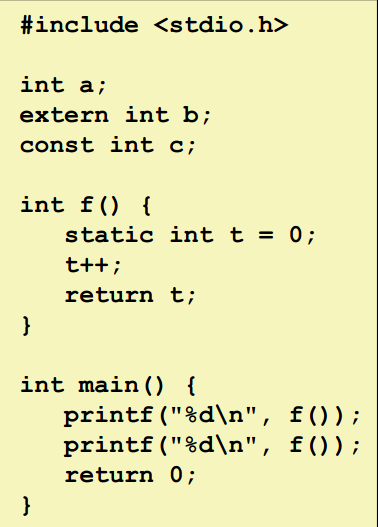 #include <stdio.h>

int a;
extern int b;
const int c;

int f() {
   static int t = 0;
   t++;
   return t;
}

int main() {
   printf("%d\n", f());
   printf("%d\n", f());
   return 0;
}